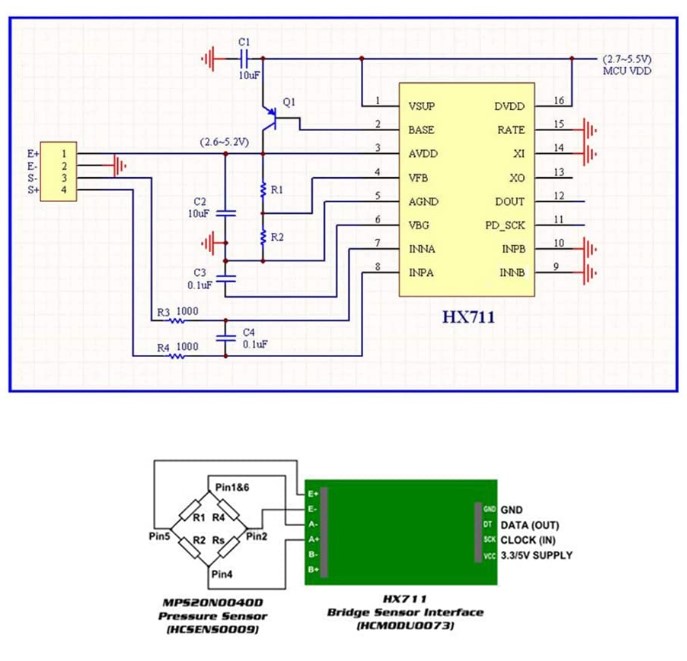 C1
10uF
(2.7~5.5V)
MCU VDD
Q1
1 VSUP DVDD 16
2 BASE RATE 15
(2.6~5.2V)
3 AVDD XI 14
E+ 1
E- 2
S- 3
S+ 4
4 VFB XO 13
R1
5 AGND DOUT 12
C2
10uF
6 VBG PD_SCK 11
R2
7 INNA INPB 10
C3
0.1uF
8 INPA INNB 9
HX711
R3 1000
C4
0.1uF
R4 1000
Pin1&6
E+
E-
A-
A+
B-
B+
R1 R4
Pin5
R2 Rs
Pin2
Pin4
GND GND
DT DATA (OUT)
SCK CLOCK (IN)
VCC 3.3/5V SUPPLY
MPS20N0040D
Pressure Sensor
(HCSENS0009)
HX711
Bridge Sensor Interface
(HCMODU0073)